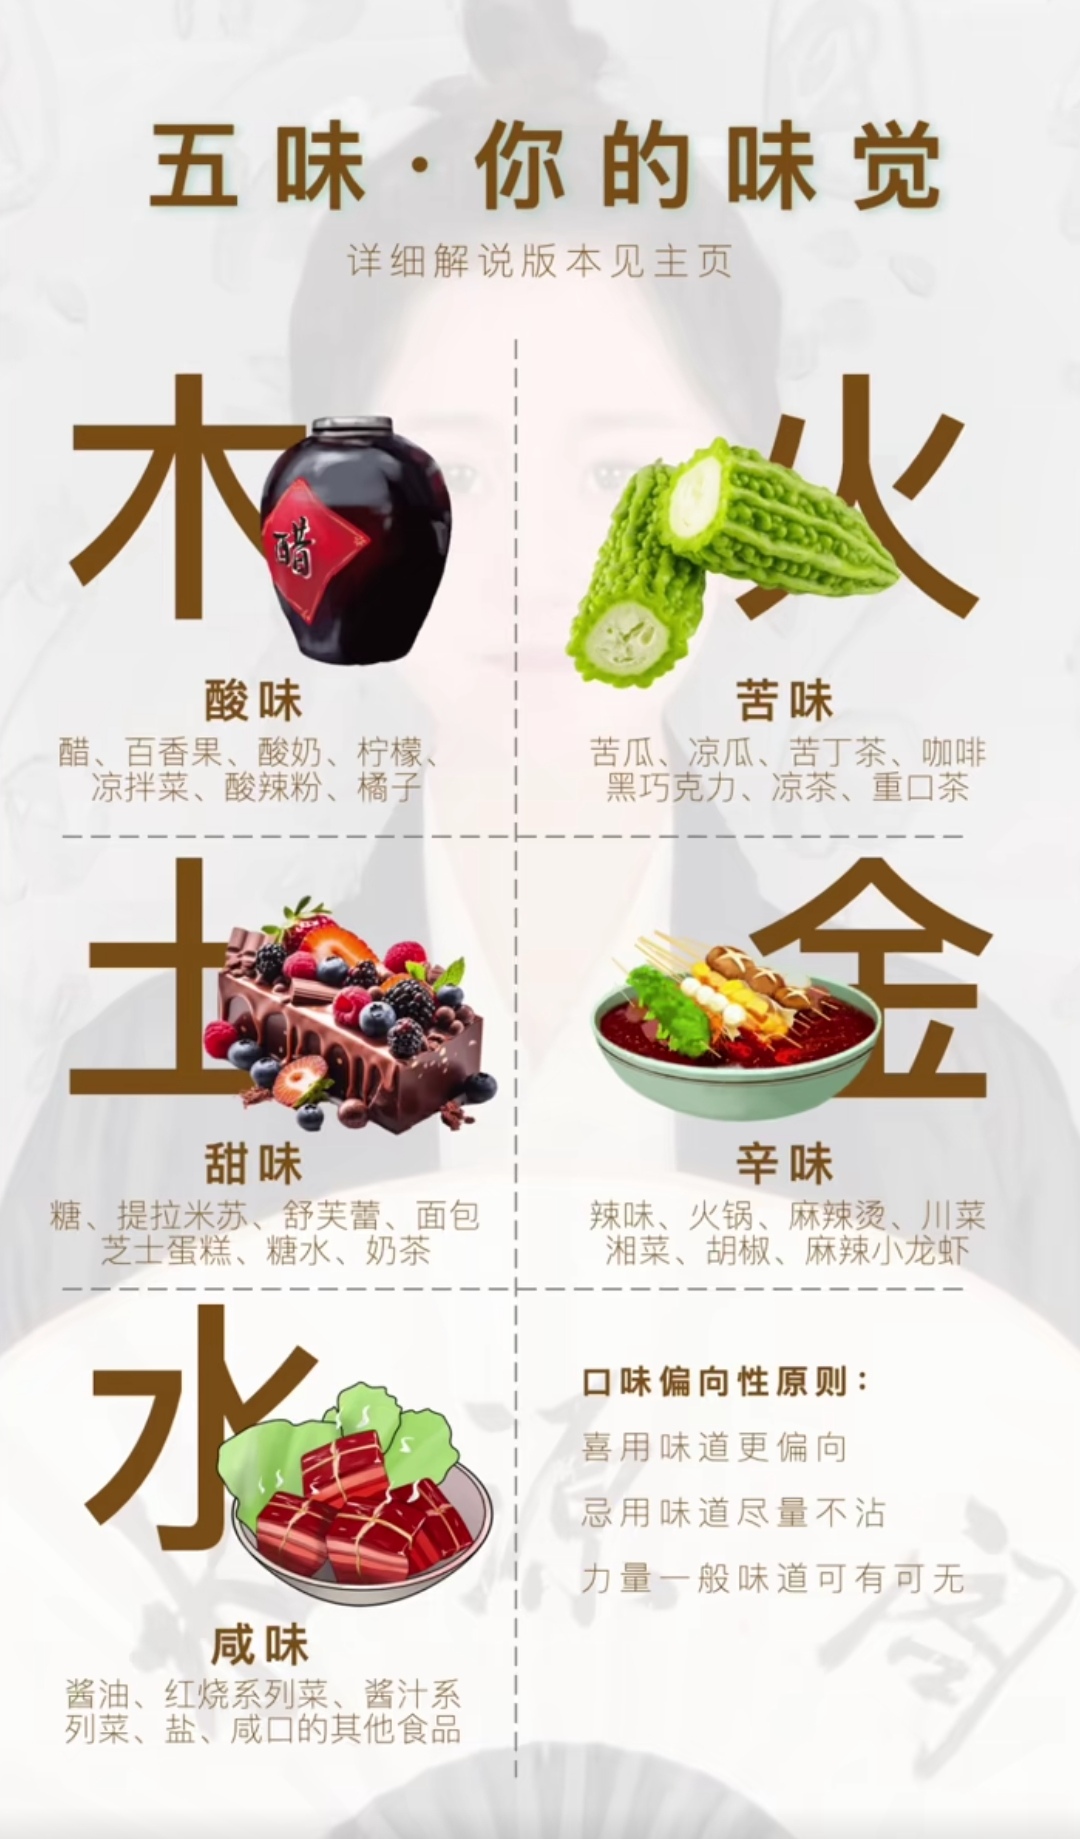 五味·你的味觉
详细解说版本见主页
木
醋
酸味
醋、百香果、酸奶、柠檬、
凉拌菜、酸辣粉、橘子
火
苦味
苦瓜、凉瓜、苦丁茶、咖啡
黑巧克力、凉茶、重口茶
土
甜味
糖、提拉米苏、舒芙蕾、面包
芝士蛋糕、糖水、奶茶
金
辛味
辣味、火锅、麻辣烫、川菜
湘菜、胡椒、麻辣小龙虾
水
咸味
酱油、红烧系列菜、酱汁系
列菜、盐、咸口的其他食品
口味偏向性原则：
喜用味道更偏向
忌用味道尽量不沾
力量一般味道可有可无